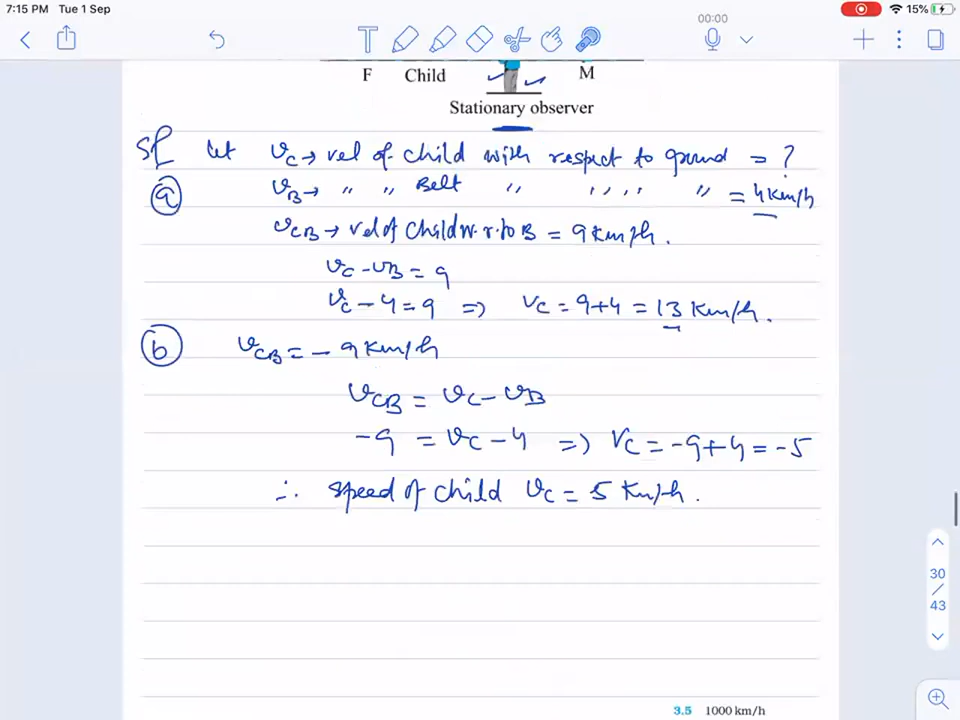 7:15 PM Tue 1 Sep
15%
00:00
T
F Child M
Stationary observer
Sol let vC → vel of child with respect to ground = ?
(a) vB → " " Belt " " " " = 4 km/h
vCB → vel of child w.r.to B = 9 km/h.
vC - vB = 9
vC - 4 = 9 => vC = 9+4 = 13 km/h.
(b) vCB = - 9 km/h
vCB = vC - vB
-9 = vC - 4 => vC = -9+4 = -5
∴ speed of child vC = 5 km/h.
30
/
43
3.5 1000 km/h